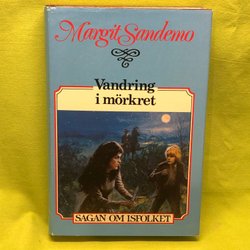 Margit Sandemo
Vandring
i mörkret
SAGAN OM ISFOLKET